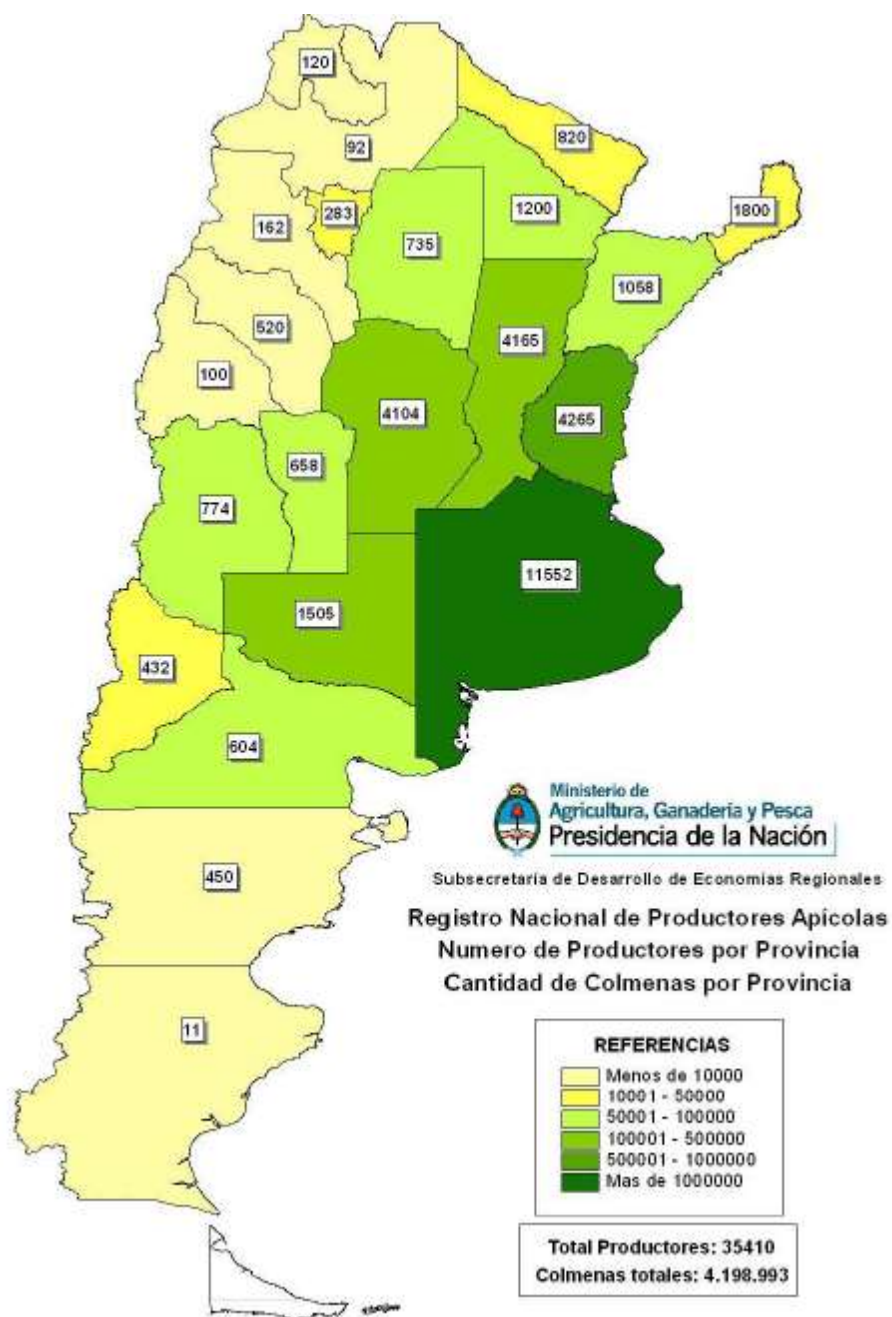 120
92
820
283
162
1200
1800
735
1058
520
4165
100
4104
4265
658
774
11552
1505
432
604
450
11
Ministerio de
Agricultura, Ganadería y Pesca
Presidencia de la Nación
Subsecretaría de Desarrollo de Economías Regionales
Registro Nacional de Productores Apícolas
Numero de Productores por Provincia
Cantidad de Colmenas por Provincia
REFERENCIAS
Menos de 10000
10001 - 50000
50001 - 100000
100001 - 500000
500001 - 1000000
Mas de 1000000
Total Productores: 35410
Colmenas totales: 4.198.993